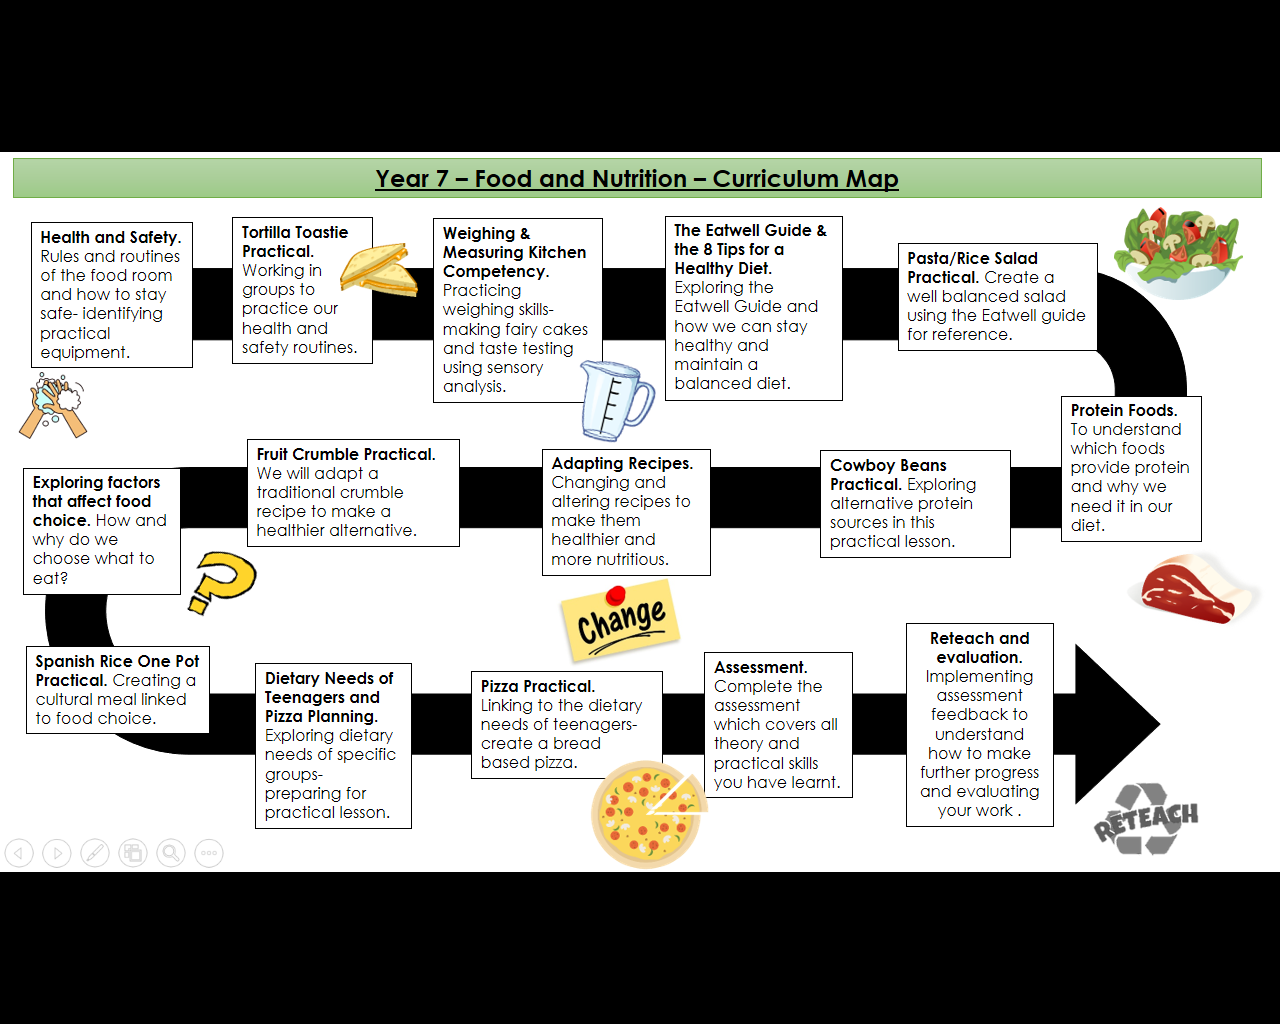 Year 7 – Food and Nutrition – Curriculum Map
Health and Safety.
Rules and routines
of the food room
and how to stay
safe- identifying
practical
equipment.
Tortilla Toastie
Practical.
Working in
groups to
practice our
health and
safety routines.
Weighing &
Measuring Kitchen
Competency.
Practicing
weighing skills-
making fairy cakes
and taste testing
using sensory
analysis.
The Eatwell Guide &
the 8 Tips for a
Healthy Diet.
Exploring the
Eatwell Guide and
how we can stay
healthy and
maintain a
balanced diet.
Pasta/Rice Salad
Practical. Create a
well balanced salad
using the Eatwell guide
for reference.
Protein Foods.
To understand
which foods
provide protein
and why we
need it in our
diet.
Cowboy Beans
Practical. Exploring
alternative protein
sources in this
practical lesson.
Adapting Recipes.
Changing and
altering recipes to
make them
healthier and
more nutritious.
Change
Fruit Crumble Practical.
We will adapt a
traditional crumble
recipe to make a
healthier alternative.
Exploring factors
that affect food
choice. How and
why do we
choose what to
eat?
?
Spanish Rice One Pot
Practical. Creating a
cultural meal linked
to food choice.
Dietary Needs of
Teenagers and
Pizza Planning.
Exploring dietary
needs of specific
groups-
preparing for
practical lesson.
Pizza Practical.
Linking to the dietary
needs of teenagers-
create a bread
based pizza.
Assessment.
Complete the
assessment
which covers all
theory and
practical skills
you have learnt.
Reteach and
evaluation.
Implementing
assessment
feedback to
understand
how to make
further progress
and evaluating
your work .
RETEACH